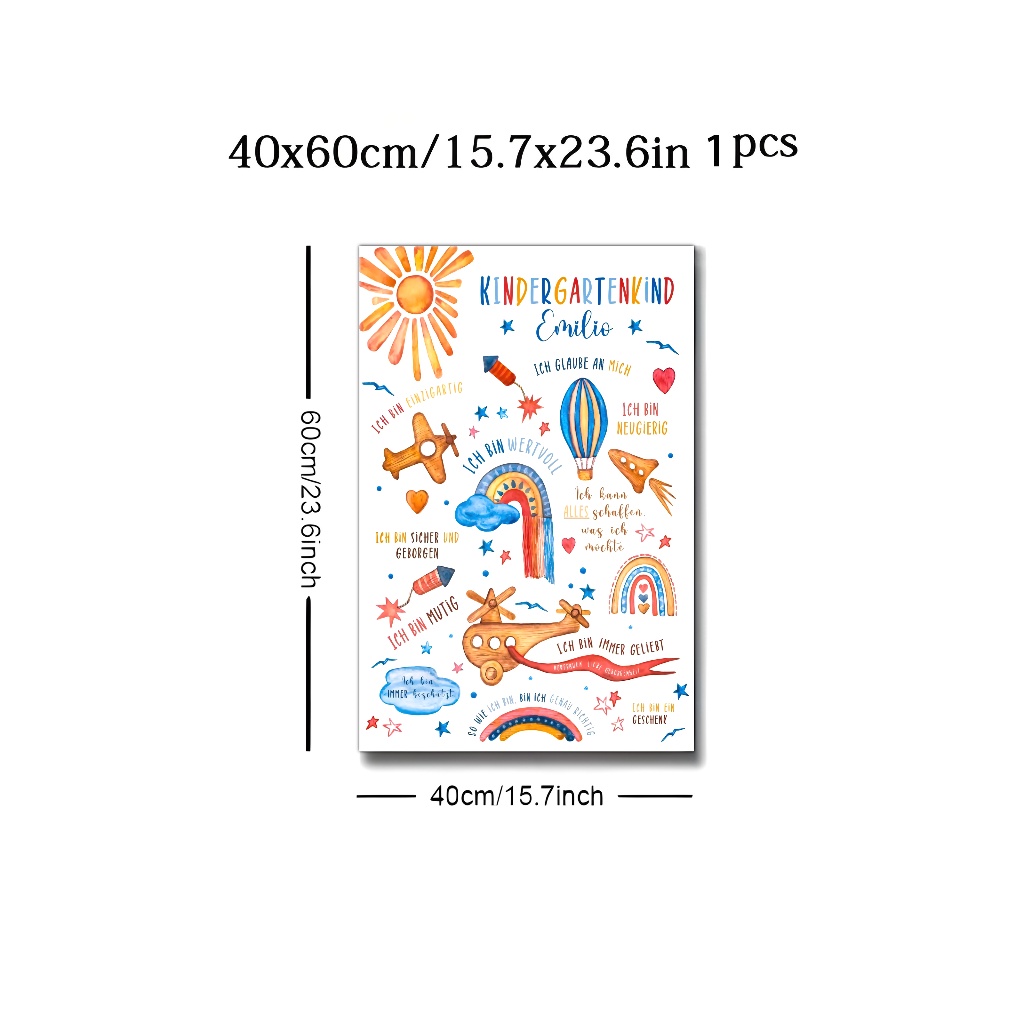 40x60cm/15.7x23.6in 1pcs
KINDERGARTENKIND
Emilio
ICH GLAUBE AN MICH
ICH BIN EINZIGARTIG
ICH BIN
NEUGIERIG
ICH BIN WERTVOLL
Ich kann
ALLES schaffen,
was ich
möchte
ICH BIN SICHER UND
GEBORGEN
ICH BIN MUTIG
ICH BIN IMMER GELIEBT
Ich bin
IMMER beschützt
SO WIE ICH BIN, BIN ICH GENAU RICHTIG
ICH BIN EIN
GESCHENK
60cm/23.6inch
40cm/15.7inch